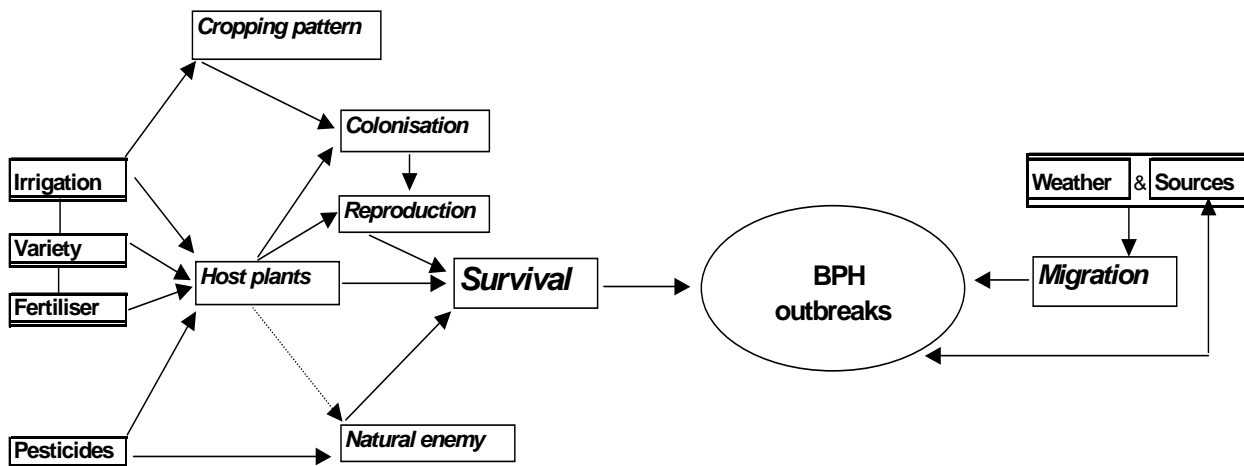 Cropping pattern
Colonisation
Irrigation
Weather & Sources
Reproduction
Variety
Host plants
Survival
BPH
outbreaks
Migration
Fertiliser
Natural enemy
Pesticides